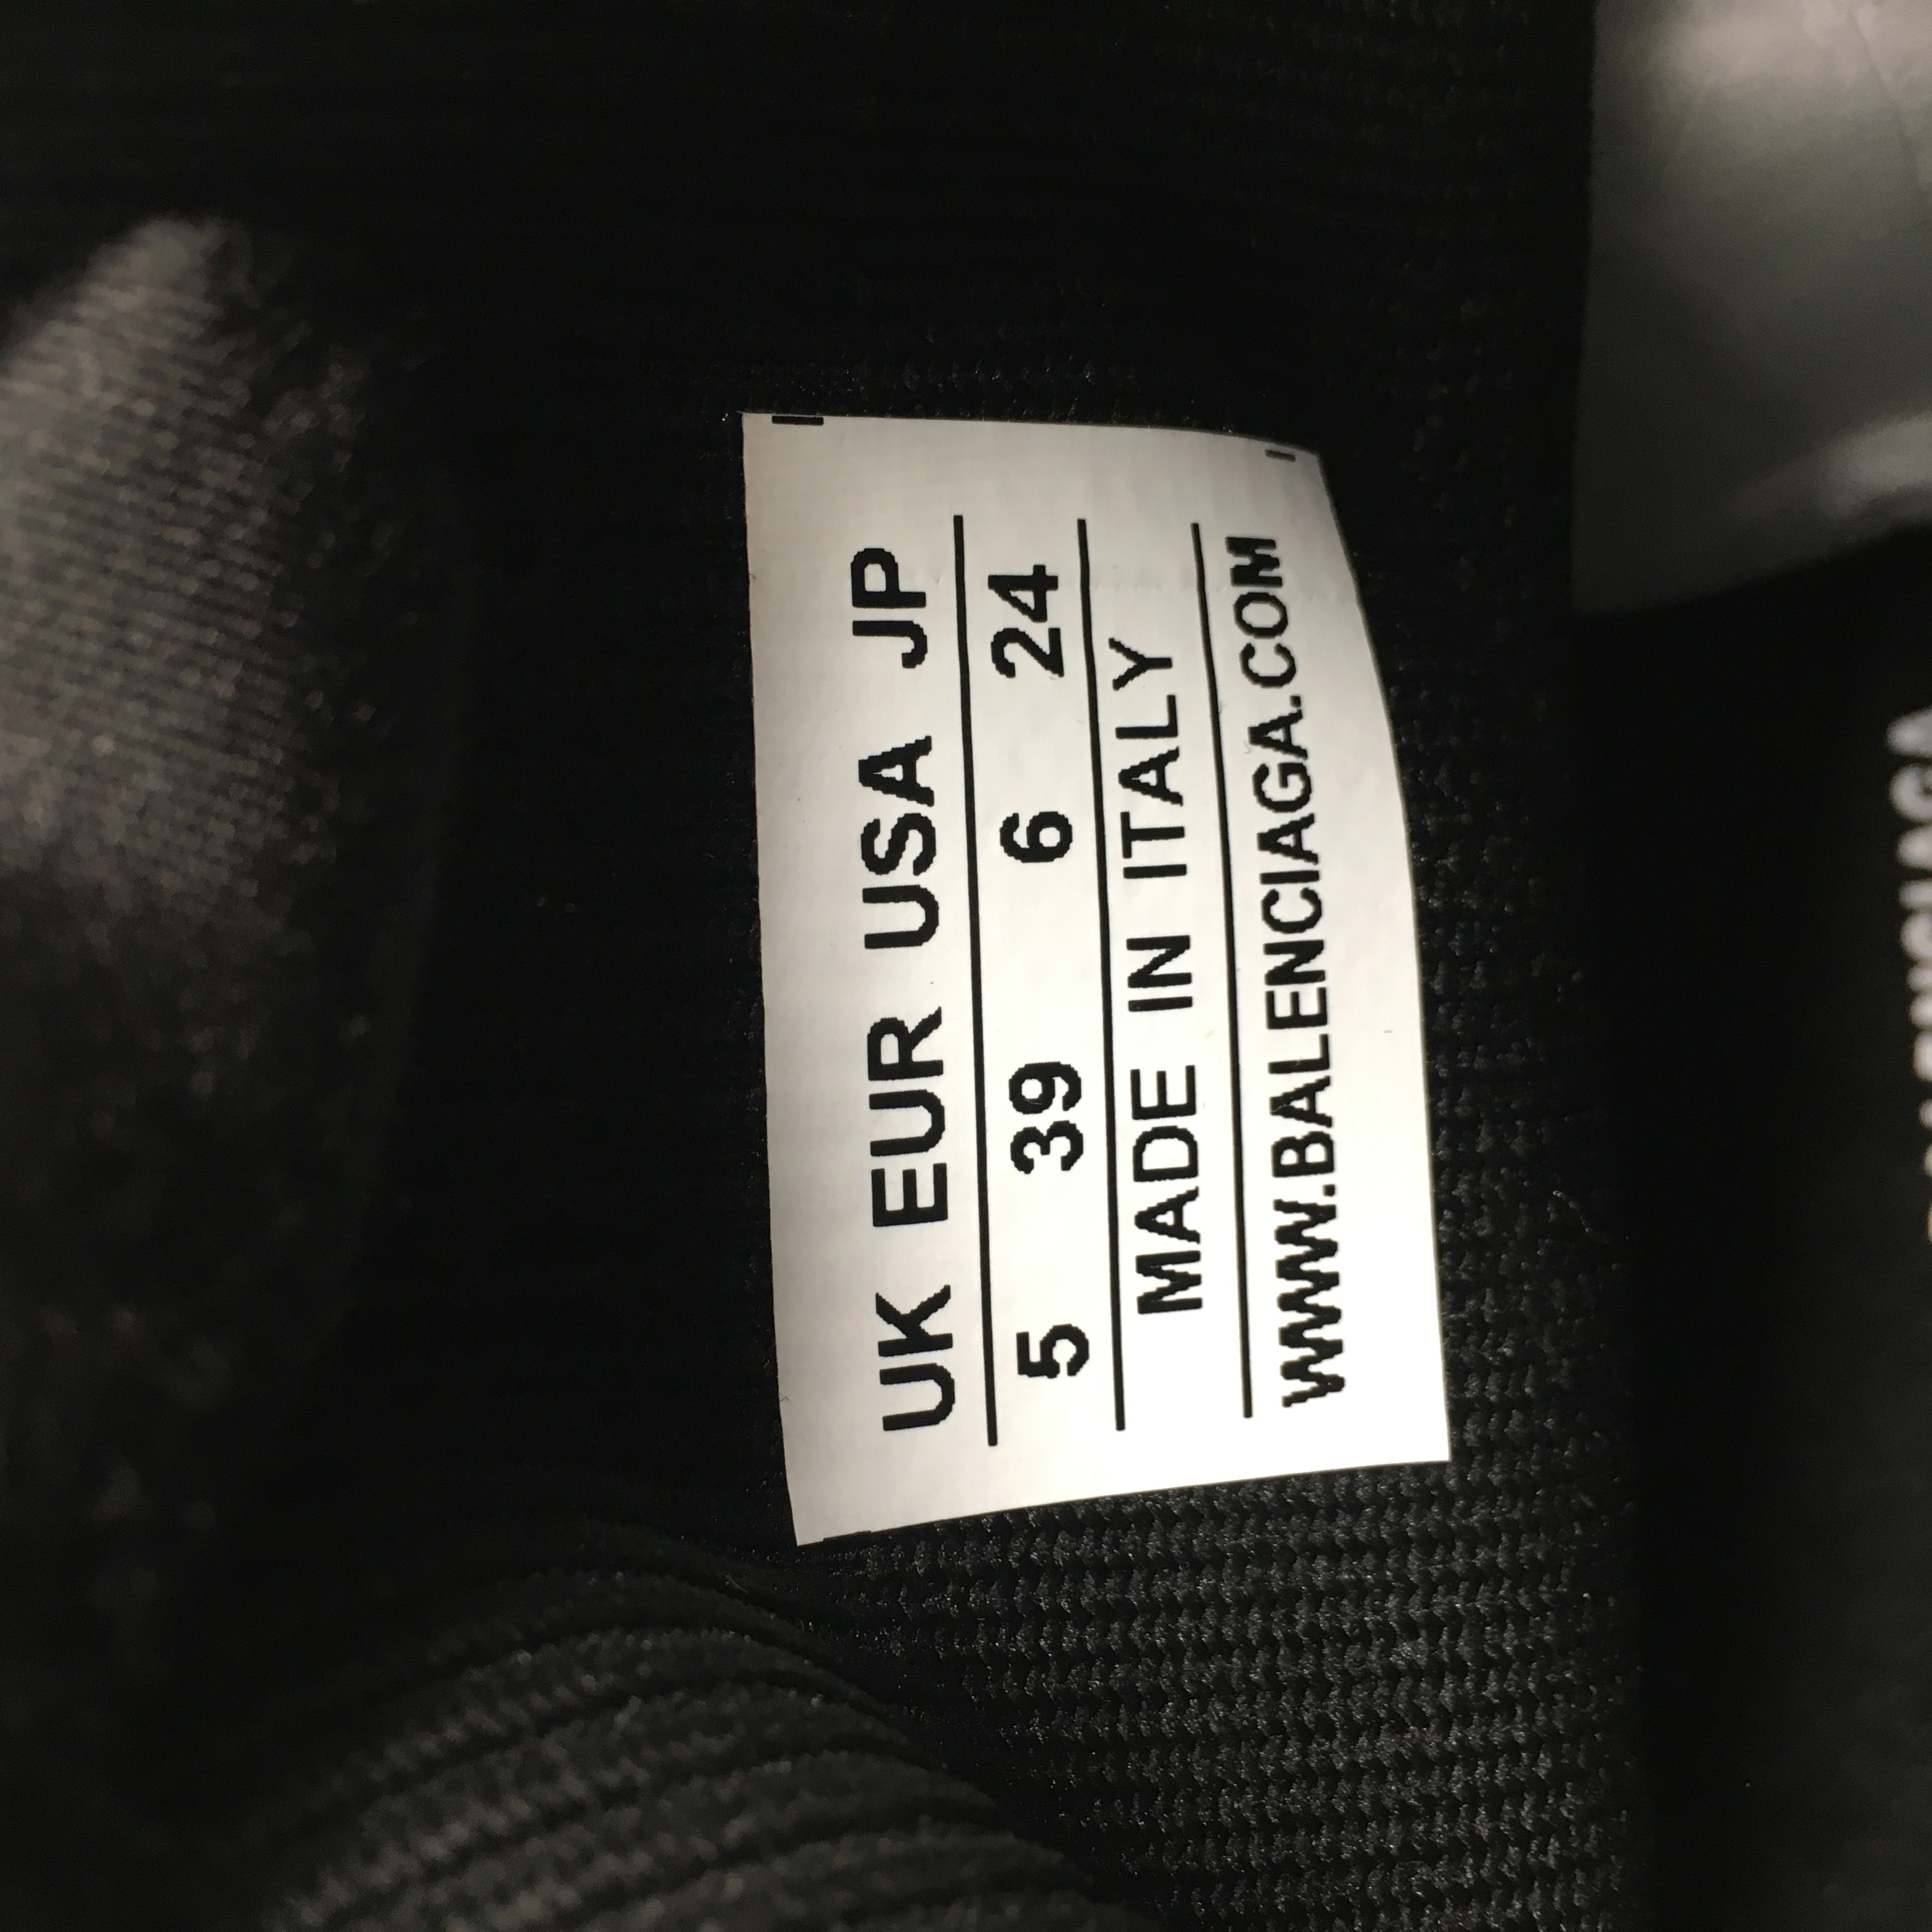 UK EUR USA JP
5 39 6 24
MADE IN ITALY
WWW.BALENCIAGA.COM